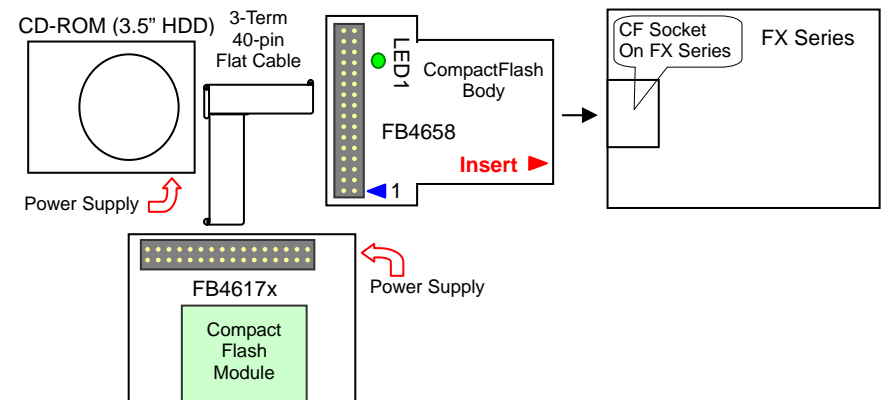 CD-ROM (3.5” HDD)
3-Term
40-pin
Flat Cable
LED1
CompactFlash
Body
FB4658
Insert
1
CF Socket
On FX Series
FX Series
Power Supply
FB4617x
Power Supply
Compact
Flash
Module